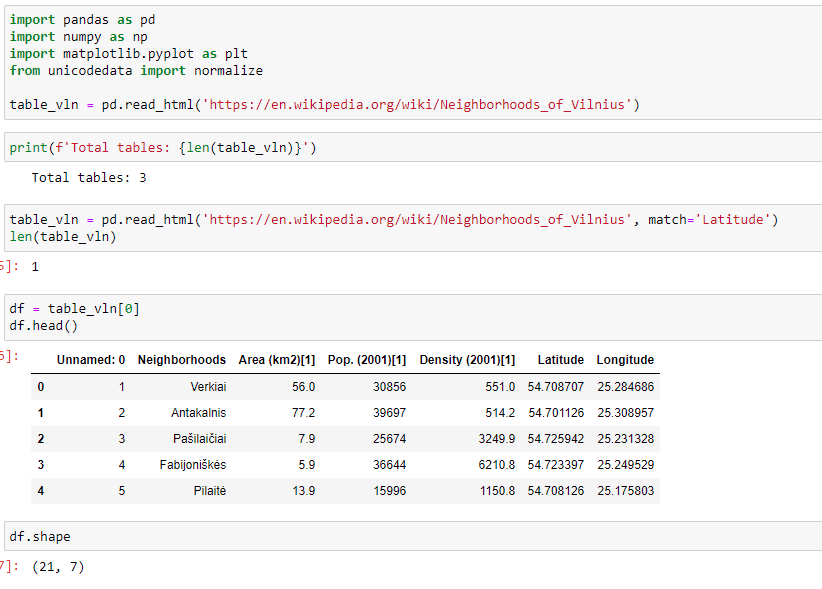 import pandas as pd
import numpy as np
import matplotlib.pyplot as plt
from unicodedata import normalize
table_vln = pd.read_html('https://en.wikipedia.org/wiki/Neighborhoods_of_Vilnius')
print(f'Total tables: {len(table_vln)}')
Total tables: 3
table_vln = pd.read_html('https://en.wikipedia.org/wiki/Neighborhoods_of_Vilnius', match='Latitude')
len(table_vln)
]: 1
df = table_vln[0]
df.head()
]:
Unnamed: 0 Neighborhoods Area (km2)[1] Pop. (2001)[1] Density (2001)[1] Latitude Longitude
0 1 Verkiai 56.0 30856 551.0 54.708707 25.284686
1 2 Antakalnis 77.2 39697 514.2 54.701126 25.308957
2 3 Pašilaičiai 7.9 25674 3249.9 54.725942 25.231328
3 4 Fabijoniškės 5.9 36644 6210.8 54.723397 25.249529
4 5 Pilaitė 13.9 15996 1150.8 54.708126 25.175803
df.shape
7]: (21, 7)